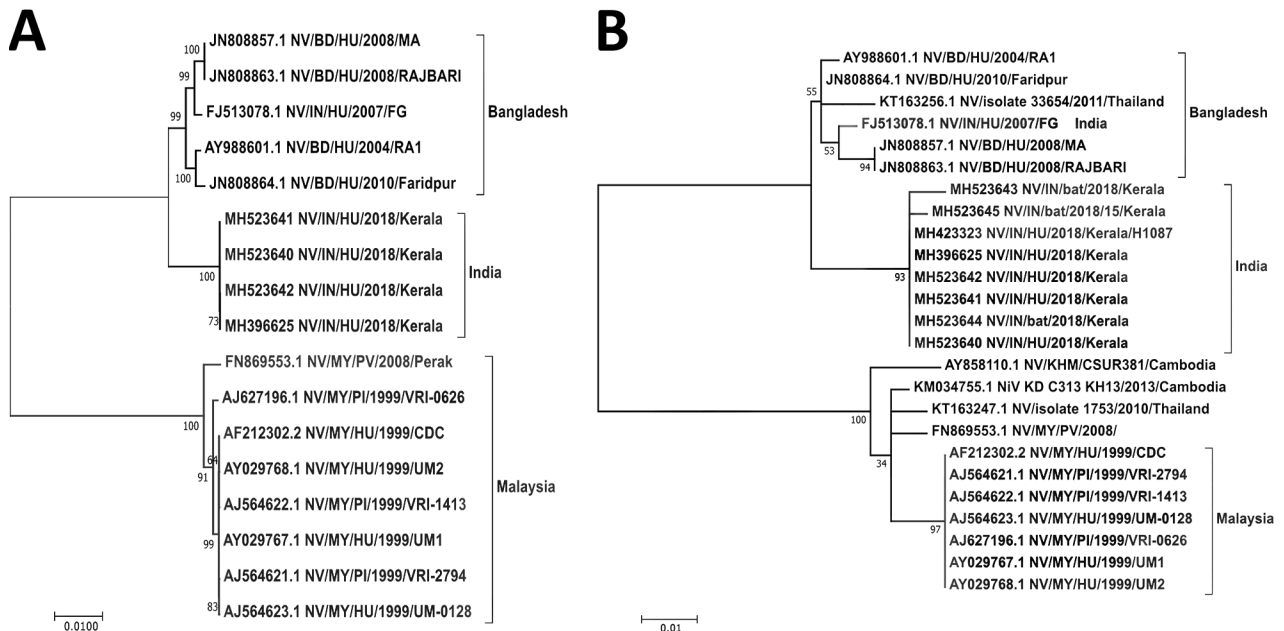 A
100
JN808857.1 NV/BD/HU/2008/MA
99
JN808863.1 NV/BD/HU/2008/RAJBARI
99
FJ513078.1 NV/IN/HU/2007/FG
Bangladesh
AY988601.1 NV/BD/HU/2004/RA1
100
JN808864.1 NV/BD/HU/2010/Faridpur
MH523641 NV/IN/HU/2018/Kerala
MH523640 NV/IN/HU/2018/Kerala
100
India
MH523642 NV/IN/HU/2018/Kerala
73
MH396625 NV/IN/HU/2018/Kerala
FN869553.1 NV/MY/PV/2008/Perak
AJ627196.1 NV/MY/PI/1999/VRI-0626
100
AF212302.2 NV/MY/HU/1999/CDC
64
AY029768.1 NV/MY/HU/1999/UM2
91
Malaysia
AJ564622.1 NV/MY/PI/1999/VRI-1413
99
AY029767.1 NV/MY/HU/1999/UM1
AJ564621.1 NV/MY/PI/1999/VRI-2794
83
AJ564623.1 NV/MY/HU/1999/UM-0128
0.0100
B
AY988601.1 NV/BD/HU/2004/RA1
JN808864.1 NV/BD/HU/2010/Faridpur
55
KT163256.1 NV/isolate 33654/2011/Thailand
Bangladesh
FJ513078.1 NV/IN/HU/2007/FG India
53
JN808857.1 NV/BD/HU/2008/MA
94
JN808863.1 NV/BD/HU/2008/RAJBARI
MH523643 NV/IN/bat/2018/Kerala
MH523645 NV/IN/bat/2018/15/Kerala
MH423323 NV/IN/HU/2018/Kerala/H1087
MH396625 NV/IN/HU/2018/Kerala
India
93
MH523642 NV/IN/HU/2018/Kerala
MH523641 NV/IN/HU/2018/Kerala
MH523644 NV/IN/bat/2018/Kerala
MH523640 NV/IN/HU/2018/Kerala
AY858110.1 NV/KHM/CSUR381/Cambodia
KM034755.1 NiV KD C313 KH13/2013/Cambodia
KT163247.1 NV/isolate 1753/2010/Thailand
100
FN869553.1 NV/MY/PV/2008/
AF212302.2 NV/MY/HU/1999/CDC
34
AJ564621.1 NV/MY/PI/1999/VRI-2794
AJ564622.1 NV/MY/PI/1999/VRI-1413
AJ564623.1 NV/MY/HU/1999/UM-0128
Malaysia
97
AJ627196.1 NV/MY/PI/1999/VRI-0626
AY029767.1 NV/MY/HU/1999/UM1
AY029768.1 NV/MY/HU/1999/UM2
0.01